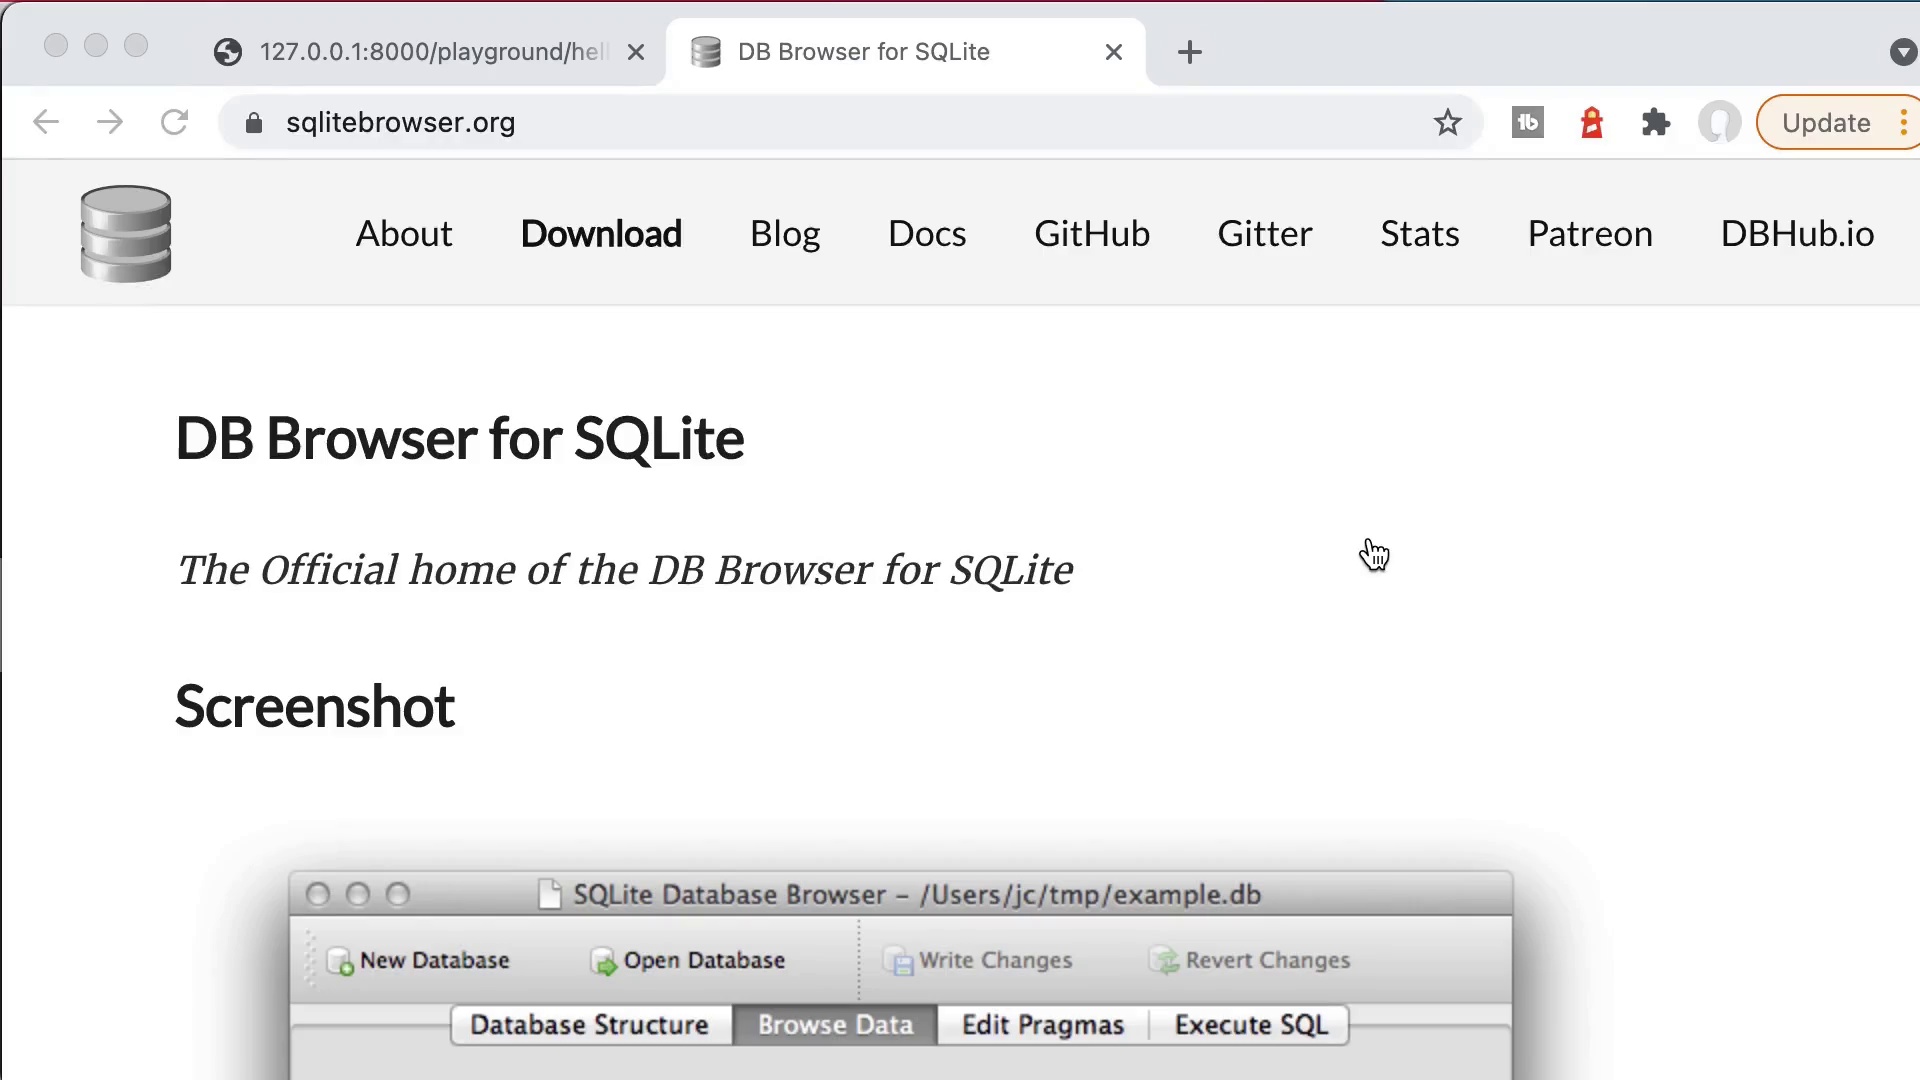 127.0.0.1:8000/playground/hell
DB Browser for SQLite
sqlitebrowser.org
Update
About Download Blog Docs GitHub Gitter Stats Patreon DBHub.io
DB Browser for SQLite
The Official home of the DB Browser for SQLite
Screenshot
SQLite Database Browser – /Users/jc/tmp/example.db
New Database Open Database Write Changes Revert Changes
Database Structure Browse Data Edit Pragmas Execute SQL